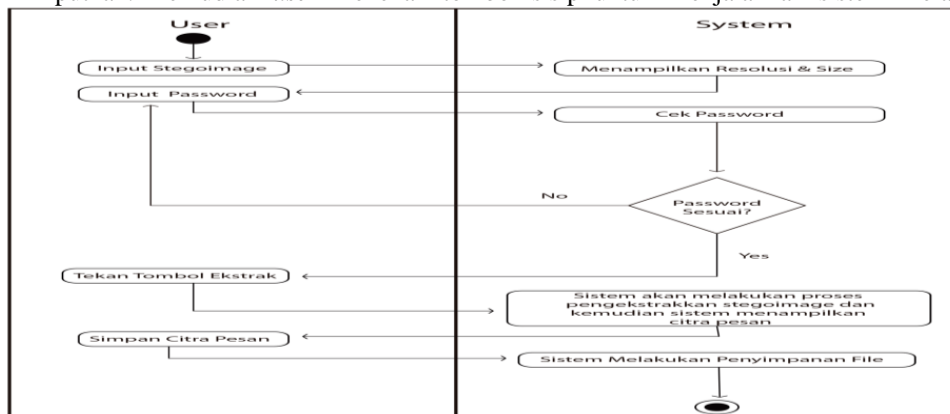 User
System
Input Stegoimage
Menampilkan Resolusi & Size
Input Password
Cek Password
No
Password
Sesuai?
Yes
Tekan Tombol Ekstrak
Sistem akan melakukan proses
pengekstrakkan stegoimage dan
kemudian sistem menampilkan
citra pesan
Simpan Citra Pesan
Sistem Melakukan Penyimpanan File